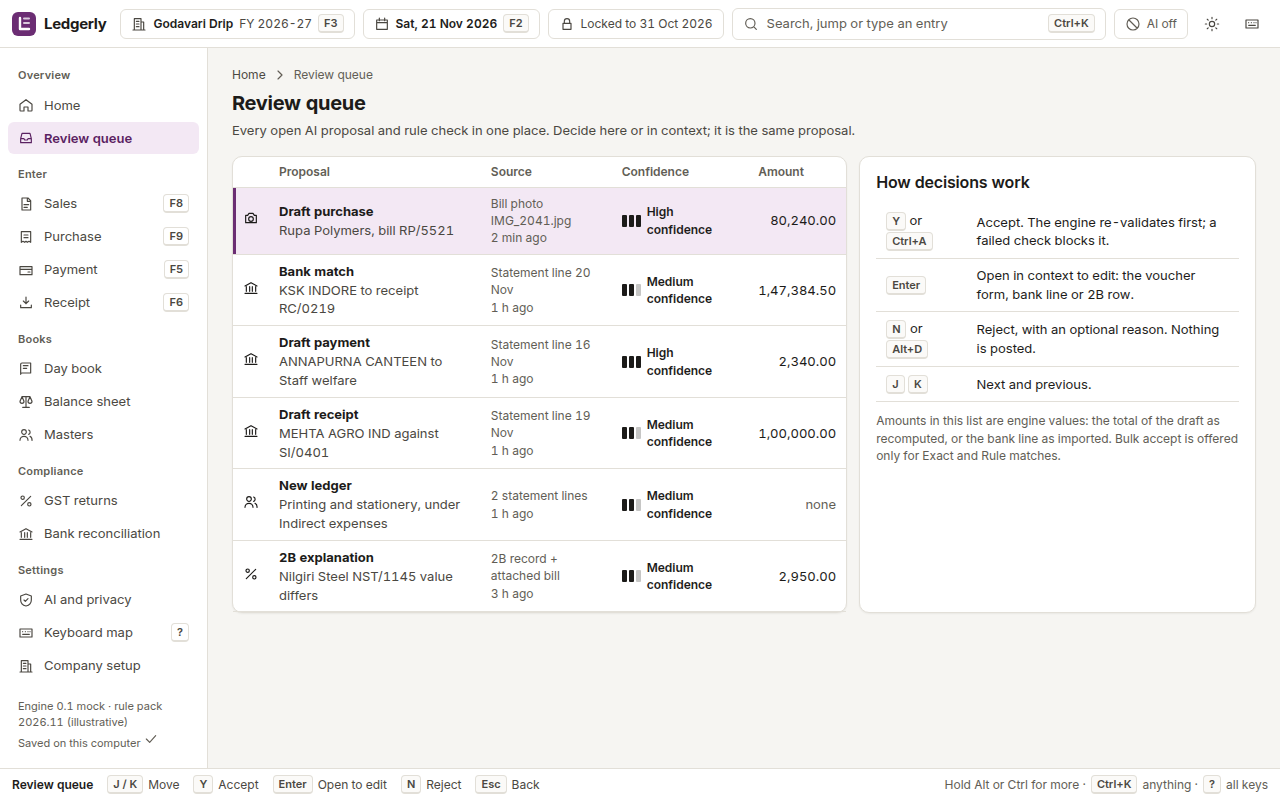 Ledgerly
Godavari Drip FY 2026-27 F3
Sat, 21 Nov 2026 F2
Locked to 31 Oct 2026
Search, jump or type an entry Ctrl+K
AI off
Overview
Home
Review queue
Enter
Sales F8
Purchase F9
Payment F5
Receipt F6
Books
Day book
Balance sheet
Masters
Compliance
GST returns
Bank reconciliation
Settings
AI and privacy
Keyboard map ?
Company setup
Engine 0.1 mock · rule pack
2026.11 (illustrative)
Saved on this computer
Home > Review queue
Review queue
Every open AI proposal and rule check in one place. Decide here or in context; it is the same proposal.
Proposal Source Confidence Amount
Draft purchase
Rupa Polymers, bill RP/5521
Bill photo
IMG_2041.jpg
2 min ago
High
confidence
80,240.00
Bank match
KSK INDORE to receipt
RC/0219
Statement line 20
Nov
1 h ago
Medium
confidence
1,47,384.50
Draft payment
ANNAPURNA CANTEEN to
Staff welfare
Statement line 16
Nov
1 h ago
High
confidence
2,340.00
Draft receipt
MEHTA AGRO IND against
SI/0401
Statement line 19
Nov
1 h ago
Medium
confidence
1,00,000.00
New ledger
Printing and stationery, under
Indirect expenses
2 statement lines
1 h ago
Medium
confidence
none
2B explanation
Nilgiri Steel NST/1145 value
differs
2B record +
attached bill
3 h ago
Medium
confidence
2,950.00
How decisions work
Y or
Ctrl+A
Accept. The engine re-validates first; a
failed check blocks it.
Enter
Open in context to edit: the voucher
form, bank line or 2B row.
N or
Alt+D
Reject, with an optional reason. Nothing
is posted.
J K
Next and previous.
Amounts in this list are engine values: the total of the draft as
recomputed, or the bank line as imported. Bulk accept is offered
only for Exact and Rule matches.
Review queue J / K Move Y Accept Enter Open to edit N Reject Esc Back
Hold Alt or Ctrl for more · Ctrl+K anything · ? all keys